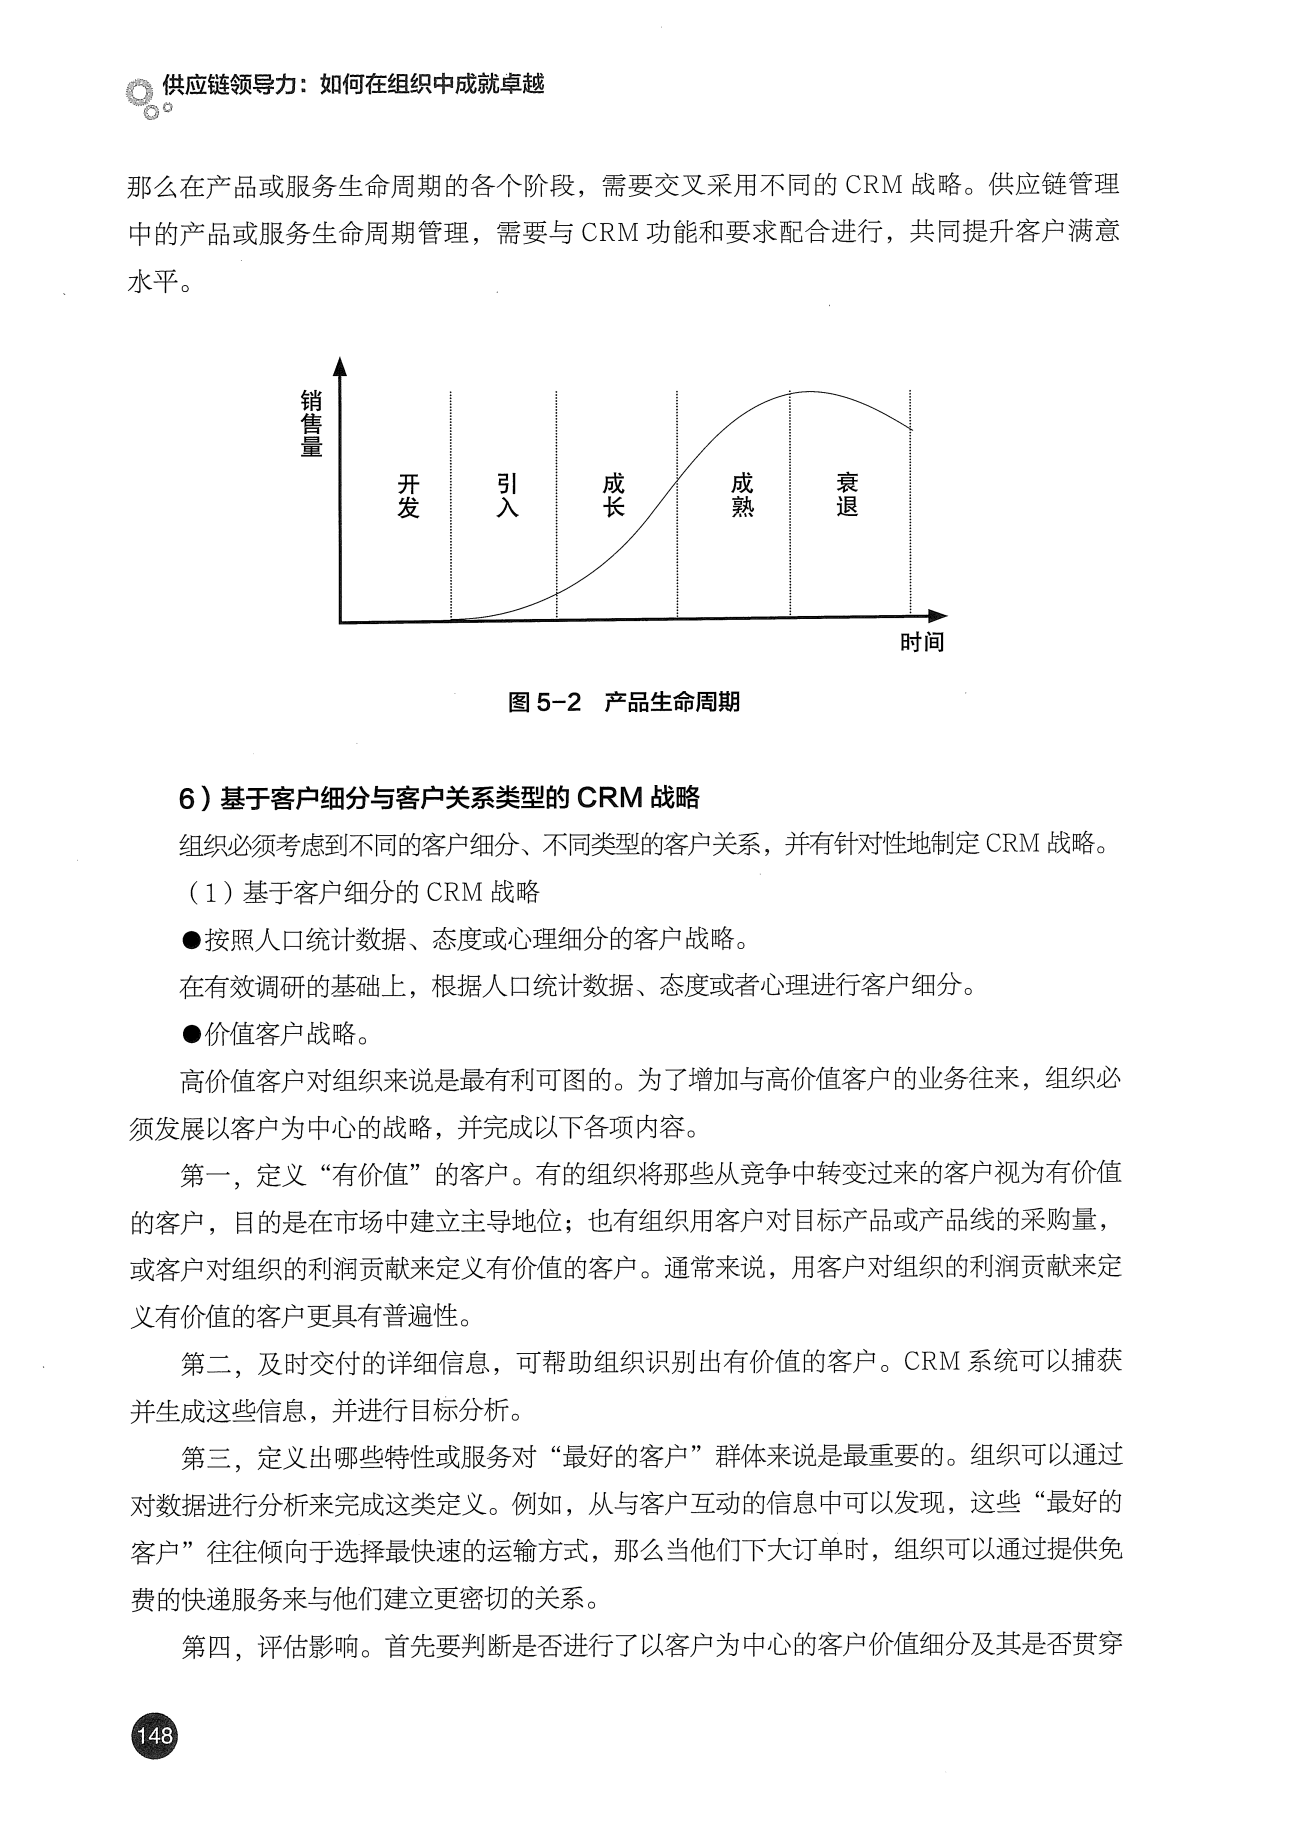 供应链领导力：如何在组织中成就卓越
那么在产品或服务生命周期的各个阶段，需要交叉采用不同的 CRM 战略。供应链管理
中的产品或服务生命周期管理，需要与 CRM 功能和要求配合进行，共同提升客户满意
水平。
销售量
开发
引入
成长
成熟
衰退
时间
图 5-2 产品生命周期
6）基于客户细分与客户关系类型的 CRM 战略
组织必须考虑到不同的客户细分、不同类型的客户关系，并有针对性地制定 CRM 战略。
（1）基于客户细分的 CRM 战略
●按照人口统计数据、态度或心理细分的客户战略。
在有效调研的基础上，根据人口统计数据、态度或者心理进行客户细分。
●价值客户战略。
高价值客户对组织来说是最有利可图的。为了增加与高价值客户的业务往来，组织必
须发展以客户为中心的战略，并完成以下各项内容。
第一，定义“有价值”的客户。有的组织将那些从竞争中转变过来的客户视为有价值
的客户，目的是在市场中建立主导地位；也有组织用客户对目标产品或产品线的采购量，
或客户对组织的利润贡献来定义有价值的客户。通常来说，用客户对组织的利润贡献来定
义有价值的客户更具有普遍性。
第二，及时交付的详细信息，可帮助组织识别出有价值的客户。CRM 系统可以捕获
并生成这些信息，并进行目标分析。
第三，定义出哪些特性或服务对“最好的客户”群体来说是最重要的。组织可以通过
对数据进行分析来完成这类定义。例如，从与客户互动的信息中可以发现，这些“最好的
客户”往往倾向于选择最快速的运输方式，那么当他们下大订单时，组织可以通过提供免
费的快递服务来与他们建立更密切的关系。
第四，评估影响。首先要判断是否进行了以客户为中心的客户价值细分及其是否贯穿
148